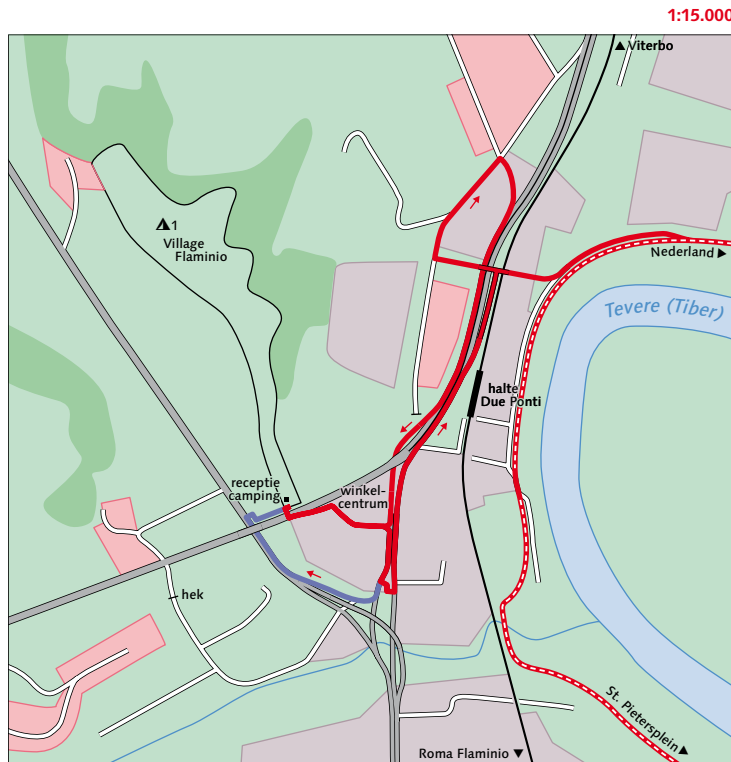 1:15.000
Viterbo
1
Village
Flaminio
Nederland
Tevere (Tiber)
halte
Due Ponti
receptie
camping
winkel-
centrum
hek
St. Pietersplein
Roma Flaminio